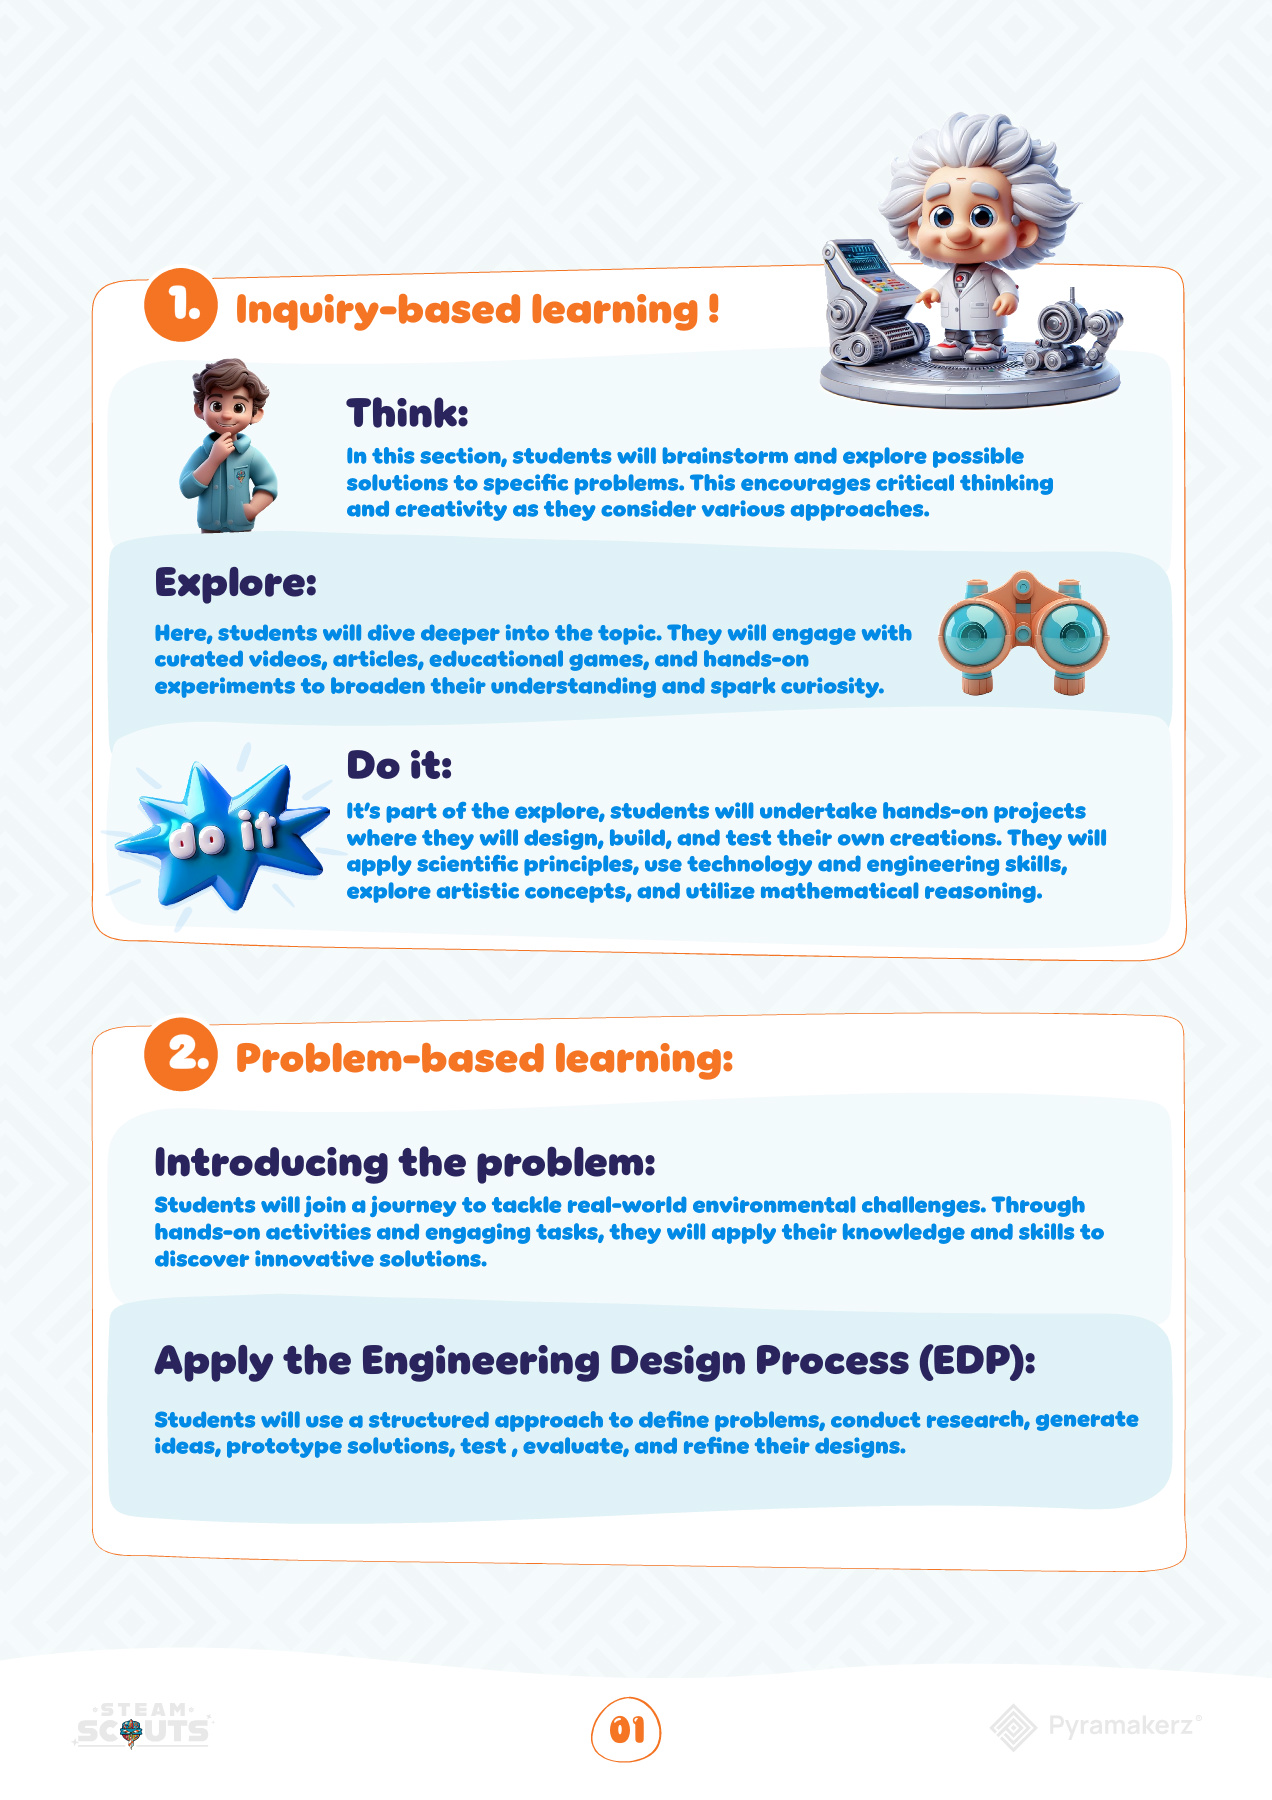 1. Inquiry-based learning !
Think:
In this section, students will brainstorm and explore possible
solutions to specific problems. This encourages critical thinking
and creativity as they consider various approaches.
Explore:
Here, students will dive deeper into the topic. They will engage with
curated videos, articles, educational games, and hands-on
experiments to broaden their understanding and spark curiosity.
do it
Do it:
It's part of the explore, students will undertake hands-on projects
where they will design, build, and test their own creations. They will
apply scientific principles, use technology and engineering skills,
explore artistic concepts, and utilize mathematical reasoning.
2. Problem-based learning:
Introducing the problem:
Students will join a journey to tackle real-world environmental challenges. Through
hands-on activities and engaging tasks, they will apply their knowledge and skills to
discover innovative solutions.
Apply the Engineering Design Process (EDP):
Students will use a structured approach to define problems, conduct research, generate
ideas, prototype solutions, test , evaluate, and refine their designs.
STEAM
SCOUTS
01
Pyramakerz©